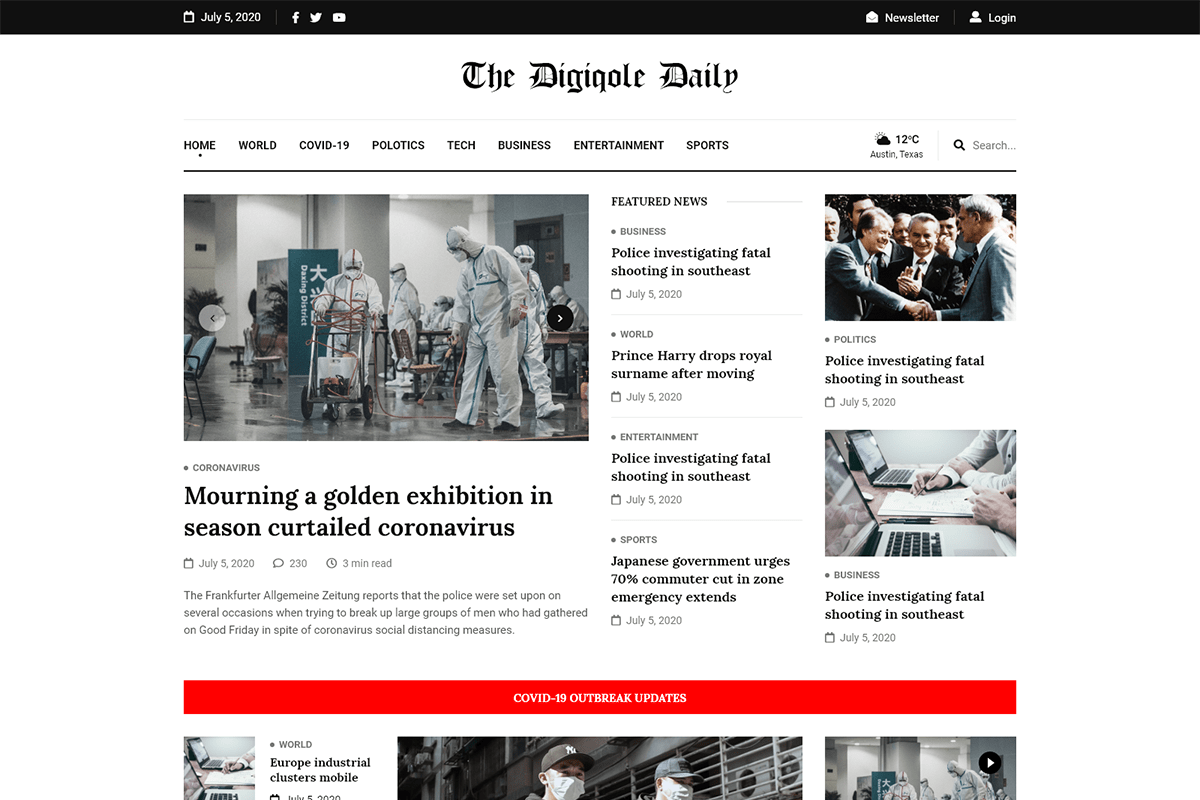 July 5, 2020
Newsletter
Login
The Digiqole Daily
HOME WORLD COVID-19 POLOTICS TECH BUSINESS ENTERTAINMENT SPORTS
12°C
Austin, Texas
Search...
大
Daxing District
CORONAVIRUS
Mourning a golden exhibition in
season curtailed coronavirus
July 5, 2020 230 3 min read
The Frankfurter Allgemeine Zeitung reports that the police were set upon on
several occasions when trying to break up large groups of men who had gathered
on Good Friday in spite of coronavirus social distancing measures.
FEATURED NEWS
BUSINESS
Police investigating fatal
shooting in southeast
July 5, 2020
WORLD
Prince Harry drops royal
surname after moving
July 5, 2020
ENTERTAINMENT
Police investigating fatal
shooting in southeast
July 5, 2020
SPORTS
Japanese government urges
70% commuter cut in zone
emergency extends
July 5, 2020
POLITICS
Police investigating fatal
shooting in southeast
July 5, 2020
BUSINESS
Police investigating fatal
shooting in southeast
July 5, 2020
COVID-19 OUTBREAK UPDATES
WORLD
Europe industrial
clusters mobile
July 5, 2020
大